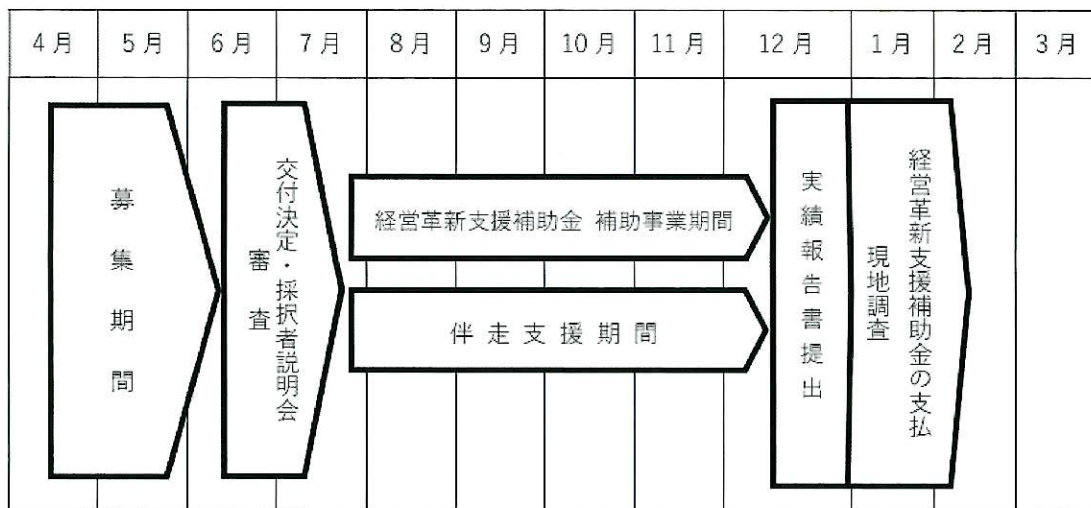 4月 5月 6月 7月 8月 9月 10月 11月 12月 1月 2月 3月
募集期間
審査
交付決定・採択者説明会
経営革新支援補助金 補助事業期間
伴走支援期間
実績報告書提出
現地調査
経営革新支援補助金の支払